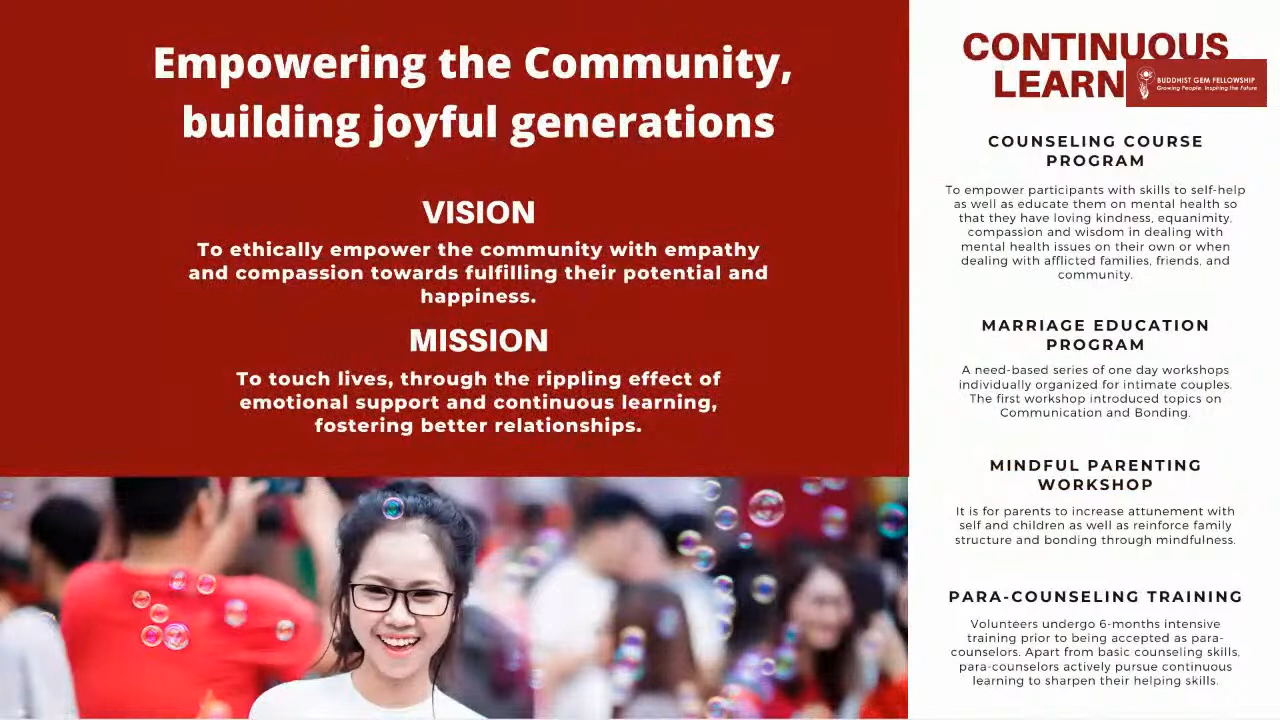 Empowering the Community,
building joyful generations
VISION
To ethically empower the community with empathy
and compassion towards fulfilling their potential and
happiness.
MISSION
To touch lives, through the rippling effect of
emotional support and continuous learning,
fostering better relationships.
CONTINUOUS
LEARN
BUDDHIST GEM FELLOWSHIP
Growing People, Inspiring the Future
COUNSELING COURSE
PROGRAM
To empower participants with skills to self-help
as well as educate them on mental health so
that they have loving kindness, equanimity,
compassion and wisdom in dealing with
mental health issues on their own or when
dealing with afflicted families, friends, and
community.
MARRIAGE EDUCATION
PROGRAM
A need-based series of one day workshops
individually organized for intimate couples.
The first workshop introduced topics on
Communication and Bonding.
MINDFUL PARENTING
WORKSHOP
It is for parents to increase attunement with
self and children as well as reinforce family
structure and bonding through mindfulness.
PARA-COUNSELING TRAINING
Volunteers undergo 6-months intensive
training prior to being accepted as para-
counselors. Apart from basic counseling skills,
para-counselors actively pursue continuous
learning to sharpen their helping skills.